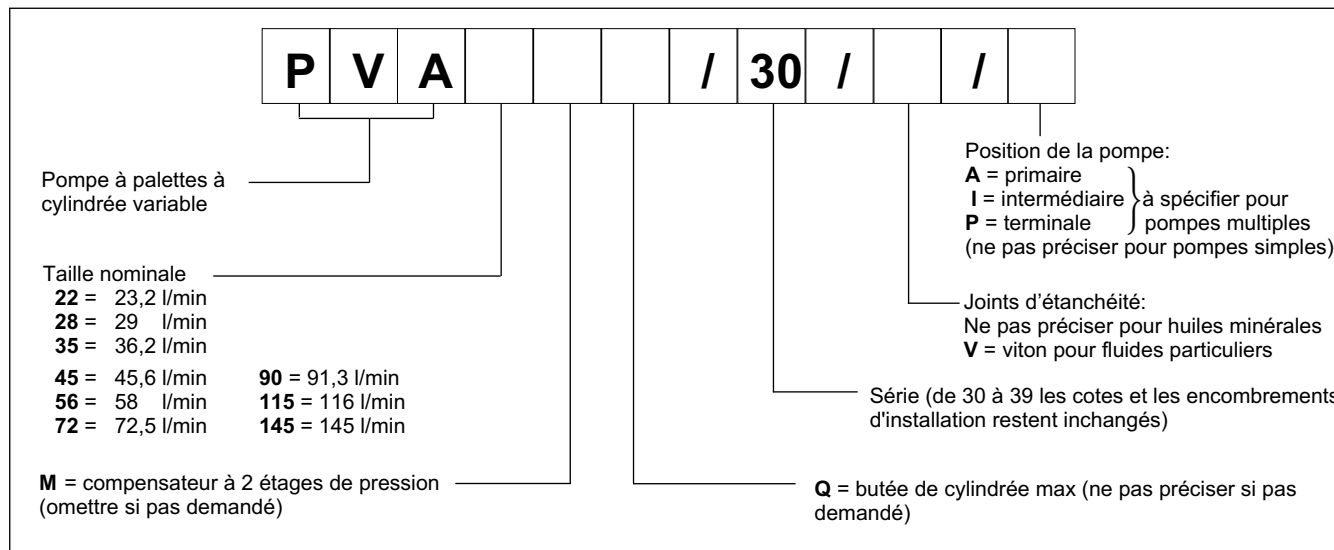 P V A / 30 / /
Pompe à palettes à
cylindrée variable
Taille nominale
22 = 23,2 l/min
28 = 29 l/min
35 = 36,2 l/min
45 = 45,6 l/min 90 = 91,3 l/min
56 = 58 l/min 115 = 116 l/min
72 = 72,5 l/min 145 = 145 l/min
M = compensateur à 2 étages de pression
(omettre si pas demandé)
Position de la pompe:
A = primaire
I = intermédiaire à spécifier pour
P = terminale pompes multiples
(ne pas préciser pour pompes simples)
Joints d'étanchéité:
Ne pas préciser pour huiles minérales
V = viton pour fluides particuliers
Série (de 30 à 39 les cotes et les encombrements
d'installation restent inchangés)
Q = butée de cylindrée max (ne pas préciser si pas
demandé)